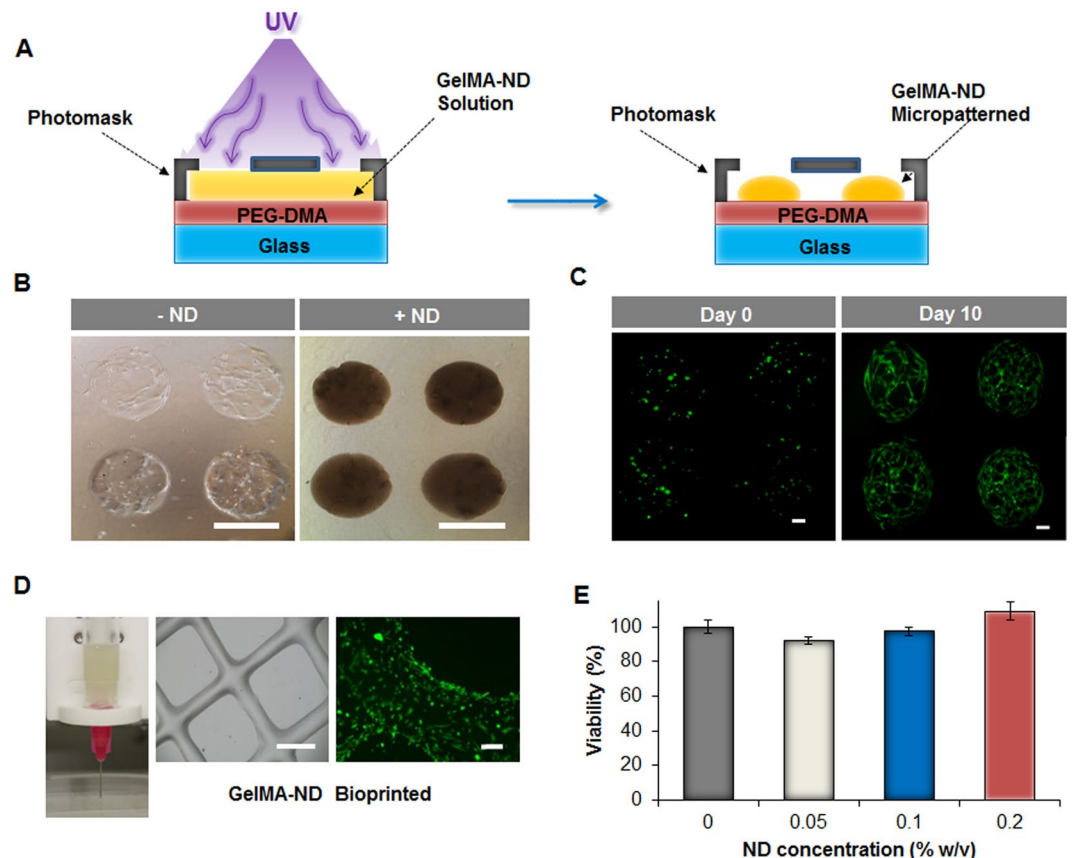 A
UV
Photomask
GelMA-ND
Solution
PEG-DMA
Glass
Photomask
GelMA-ND
Micropatterned
PEG-DMA
Glass
B
- ND
+ ND
C
Day 0
Day 10
D
GelMA-ND Bioprinted
E
Viability (%)
100
80
60
40
20
0
0
0.05
0.1
0.2
ND concentration (% w/v)